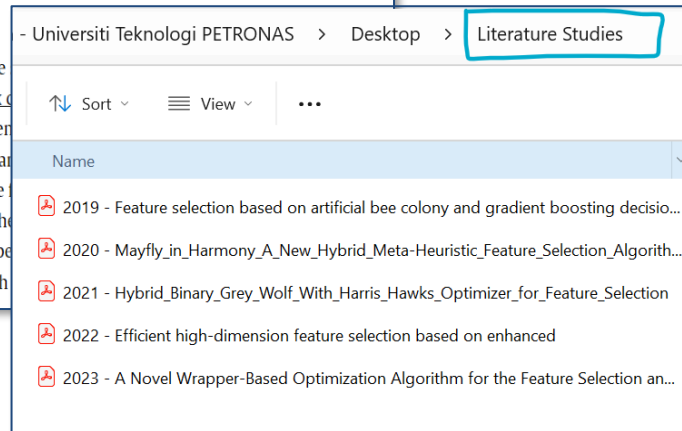 - Universiti Teknologi PETRONAS > Desktop > Literature Studies
Sort View ...
Name
2019 - Feature selection based on artificial bee colony and gradient boosting decisio...
2020 - Mayfly_in_Harmony_A_New_Hybrid_Meta-Heuristic_Feature_Selection_Algorith...
2021 - Hybrid_Binary_Grey_Wolf_With_Harris_Hawks_Optimizer_for_Feature_Selection
2022 - Efficient high-dimension feature selection based on enhanced
2023 - A Novel Wrapper-Based Optimization Algorithm for the Feature Selection an...